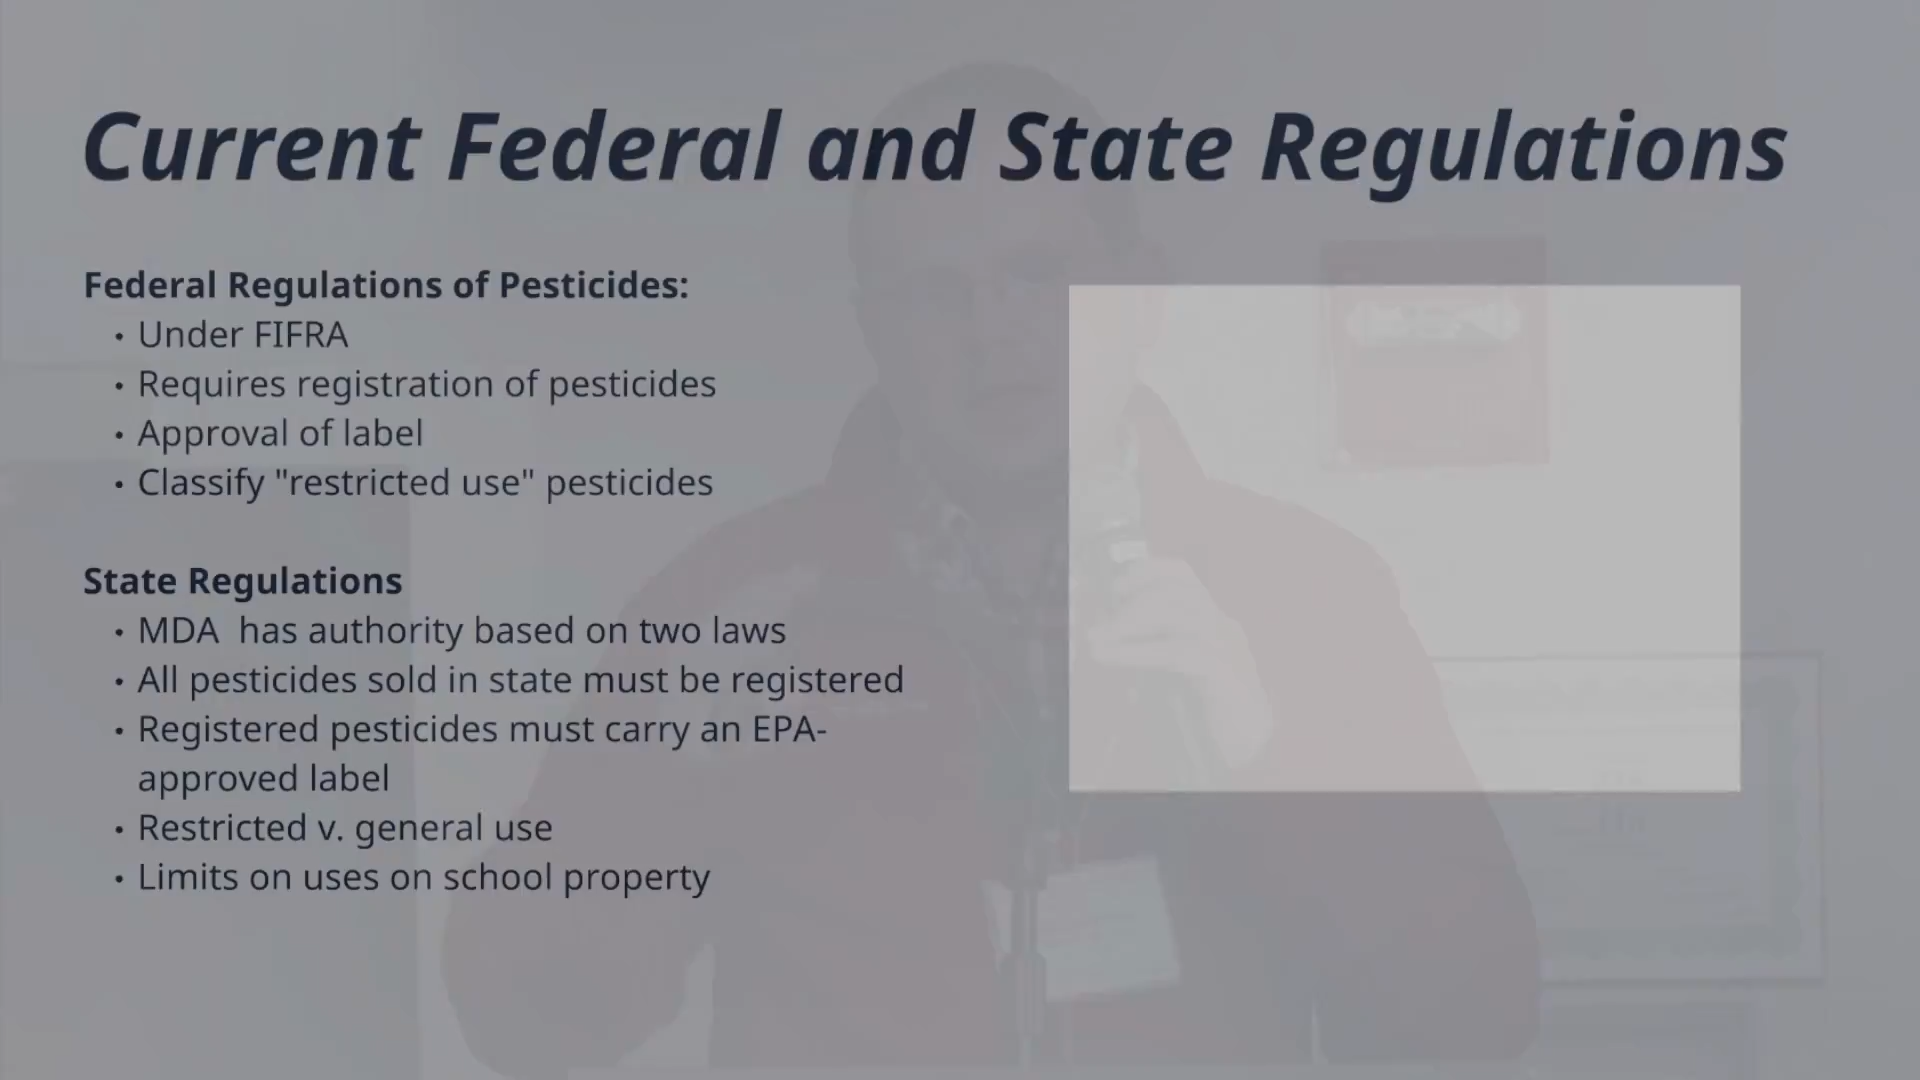 Current Federal and State Regulations
Federal Regulations of Pesticides:
• Under FIFRA
• Requires registration of pesticides
• Approval of label
• Classify "restricted use" pesticides
State Regulations
• MDA  has authority based on two laws
• All pesticides sold in state must be registered
• Registered pesticides must carry an EPA-
approved label
• Restricted v. general use
• Limits on uses on school property